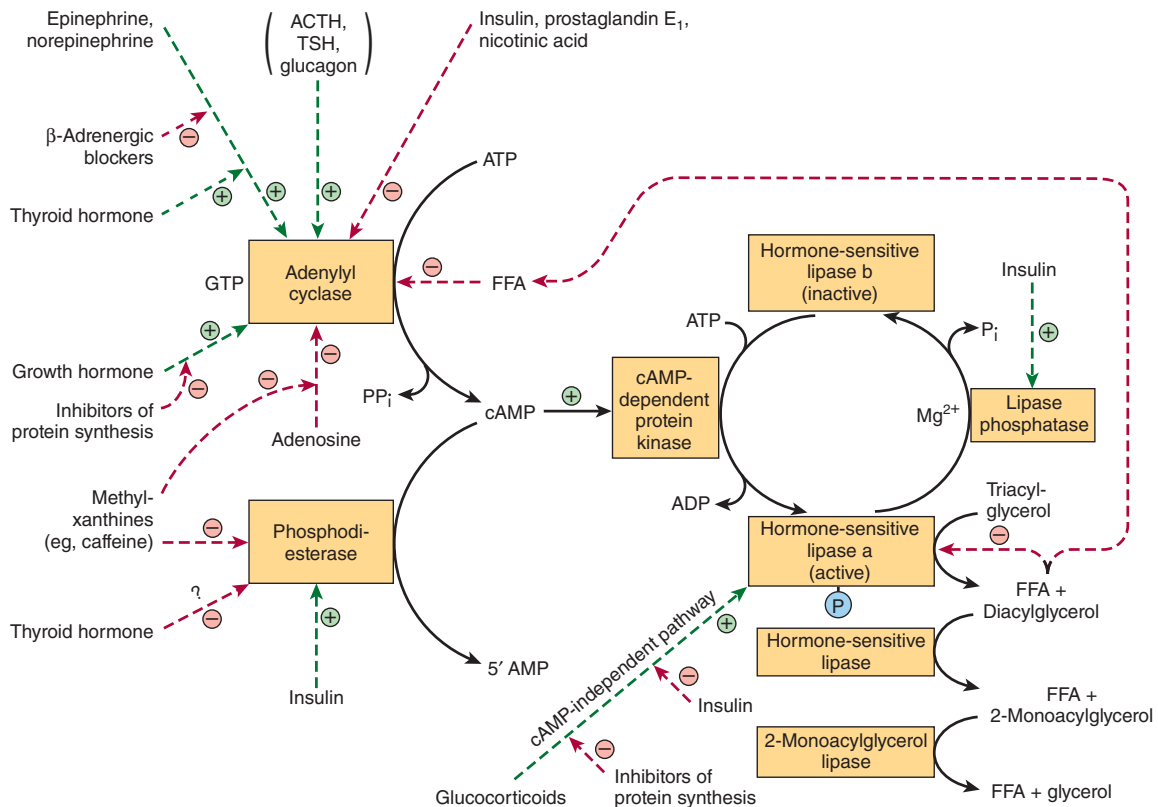 Epinephrine,
norepinephrine
ACTH,
TSH,
glucagon
Insulin, prostaglandin E₁,
nicotinic acid
β-Adrenergic
blockers
Thyroid hormone
ATP
GTP
Adenylyl
cyclase
FFA
Growth hormone
Inhibitors of
protein synthesis
Adenosine
PPᵢ
cAMP
Methyl-
xanthines
(eg, caffeine)
Phosphodi-
esterase
?
Thyroid hormone
Insulin
5′ AMP
Hormone-sensitive
lipase b
(inactive)
Insulin
ATP
Pᵢ
cAMP-
dependent
protein
kinase
Mg²⁺
Lipase
phosphatase
ADP
Hormone-sensitive
lipase a
(active)
P
Triacyl-
glycerol
FFA +
Diacylglycerol
Hormone-sensitive
lipase
cAMP-independent pathway
Insulin
FFA +
2-Monoacylglycerol
2-Monoacylglycerol
lipase
Inhibitors of
protein synthesis
Glucocorticoids
FFA + glycerol